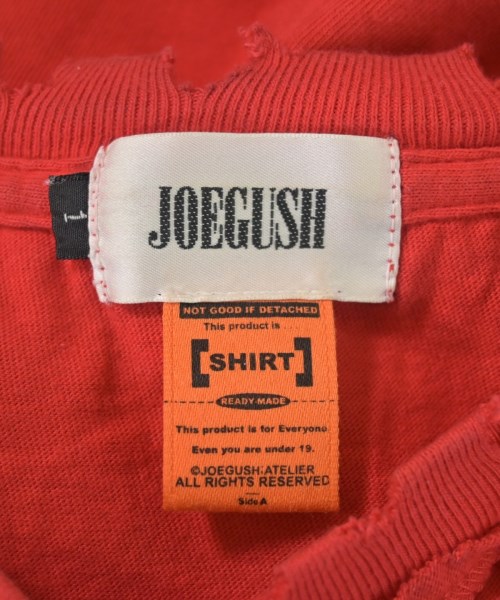 JOEGUSH
1
NOT GOOD IF DETACHED
This product is . . .
[SHIRT]
READY-MADE
This product is for Everyone
Even you are under 19.
©JOEGUSH:ATELIER
ALL RIGHTS RESERVED
Side A